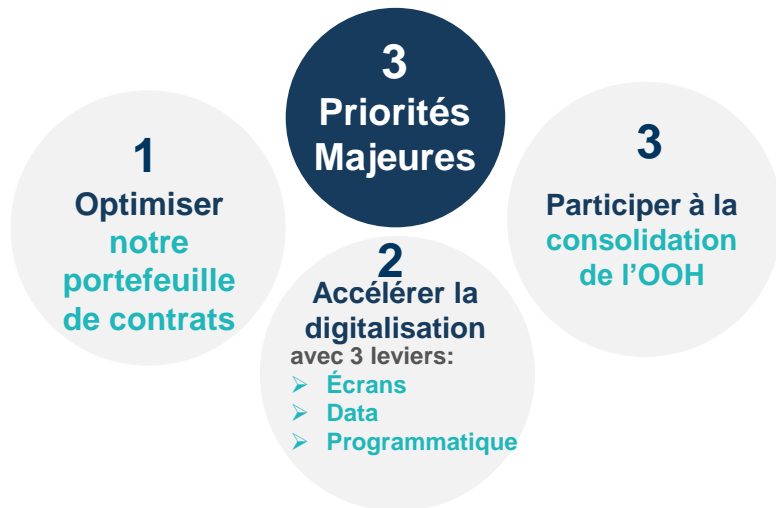 3
Priorités
Majeures
1
Optimiser
notre
portefeuille
de contrats
2
Accélérer la
digitalisation
avec 3 leviers:
➢ Écrans
➢ Data
➢ Programmatique
3
Participer à la
consolidation
de l’OOH